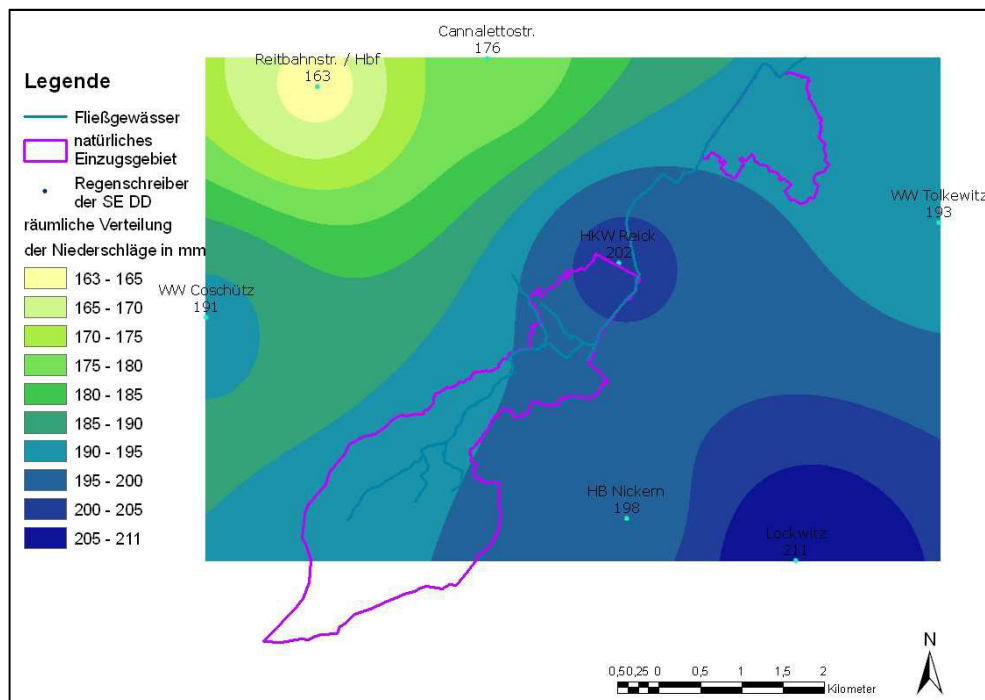 Cannalettostr.
176
Reitbahnstr. / Hbf
163
Legende
Fließgewässer
natürliches
Einzugsgebiet
Regenschreiber
der SE DD
räumliche Verteilung
der Niederschläge in mm
163 - 165
165 - 170
170 - 175
175 - 180
180 - 185
185 - 190
190 - 195
195 - 200
200 - 205
205 - 211
WW Tolkewitz
193
HKW Reick
202
WW Coschütz
191
HB Nickern
198
Lockwitz
211
N
0,5 0,25 0 0,5 1 1,5 2
Kilometer